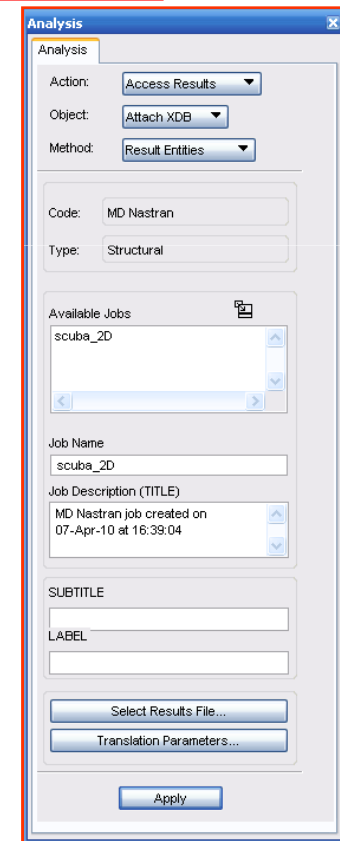 Analysis
Analysis
Action: Access Results
Object: Attach XDB
Method: Result Entities
Code: MD Nastran
Type: Structural
Available Jobs
scuba_2D
Job Name
scuba_2D
Job Description (TITLE)
MD Nastran job created on
07-Apr-10 at 16:39:04
SUBTITLE
LABEL
Select Results File...
Translation Parameters...
Apply